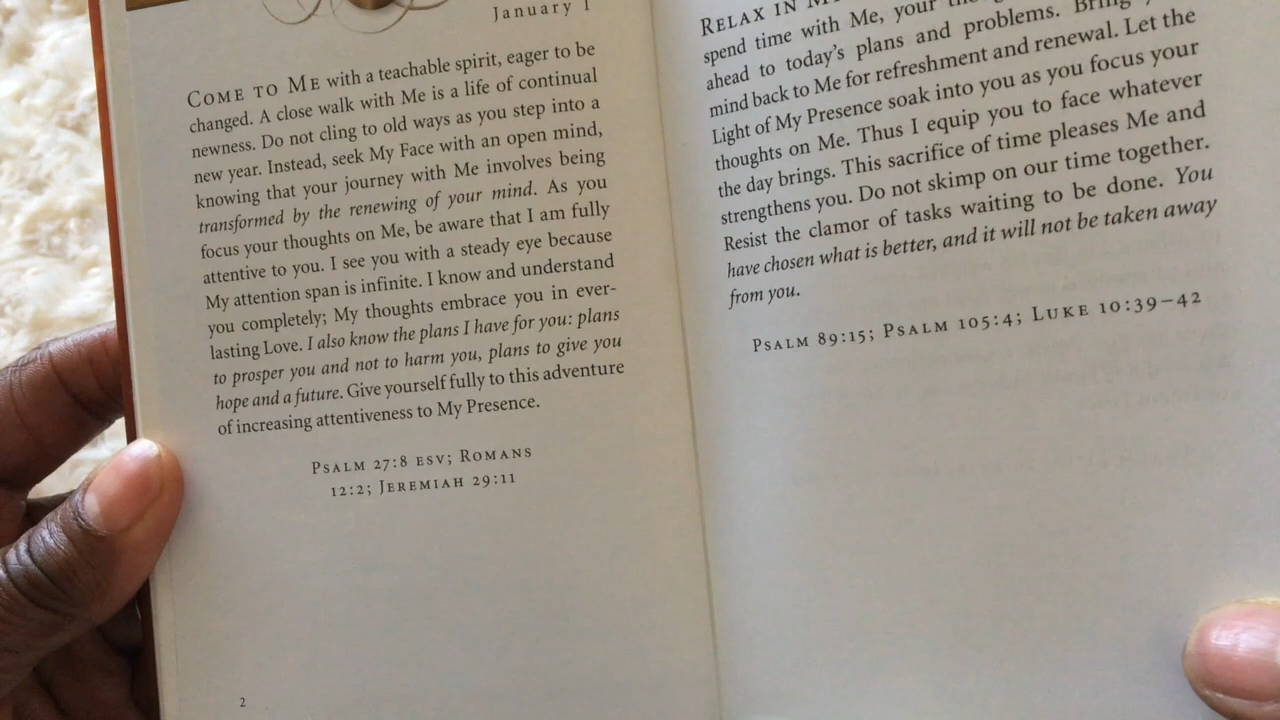 January 1
COME TO ME with a teachable spirit, eager to be
changed. A close walk with Me is a life of continual
newness. Do not cling to old ways as you step into a
new year. Instead, seek My Face with an open mind,
knowing that your journey with Me involves being
transformed by the renewing of your mind. As you
focus your thoughts on Me, be aware that I am fully
attentive to you. I see you with a steady eye because
My attention span is infinite. I know and understand
you completely; My thoughts embrace you in ever-
lasting Love. I also know the plans I have for you: plans
to prosper you and not to harm you, plans to give you
hope and a future. Give yourself fully to this adventure
of increasing attentiveness to My Presence.
PSALM 27:8 ESV; ROMANS
12:2; JEREMIAH 29:11
2
RELAX IN
spend time with Me, your
ahead to today's plans and problems.
mind back to Me for refreshment and renewal. Let the
Light of My Presence soak into you as you focus your
thoughts on Me. Thus I equip you to face whatever
the day brings. This sacrifice of time pleases Me and
strengthens you. Do not skimp on our time together.
Resist the clamor of tasks waiting to be done. You
have chosen what is better, and it will not be taken away
from you.
PSALM 89:15; PSALM 105:4; LUKE 10:39–42